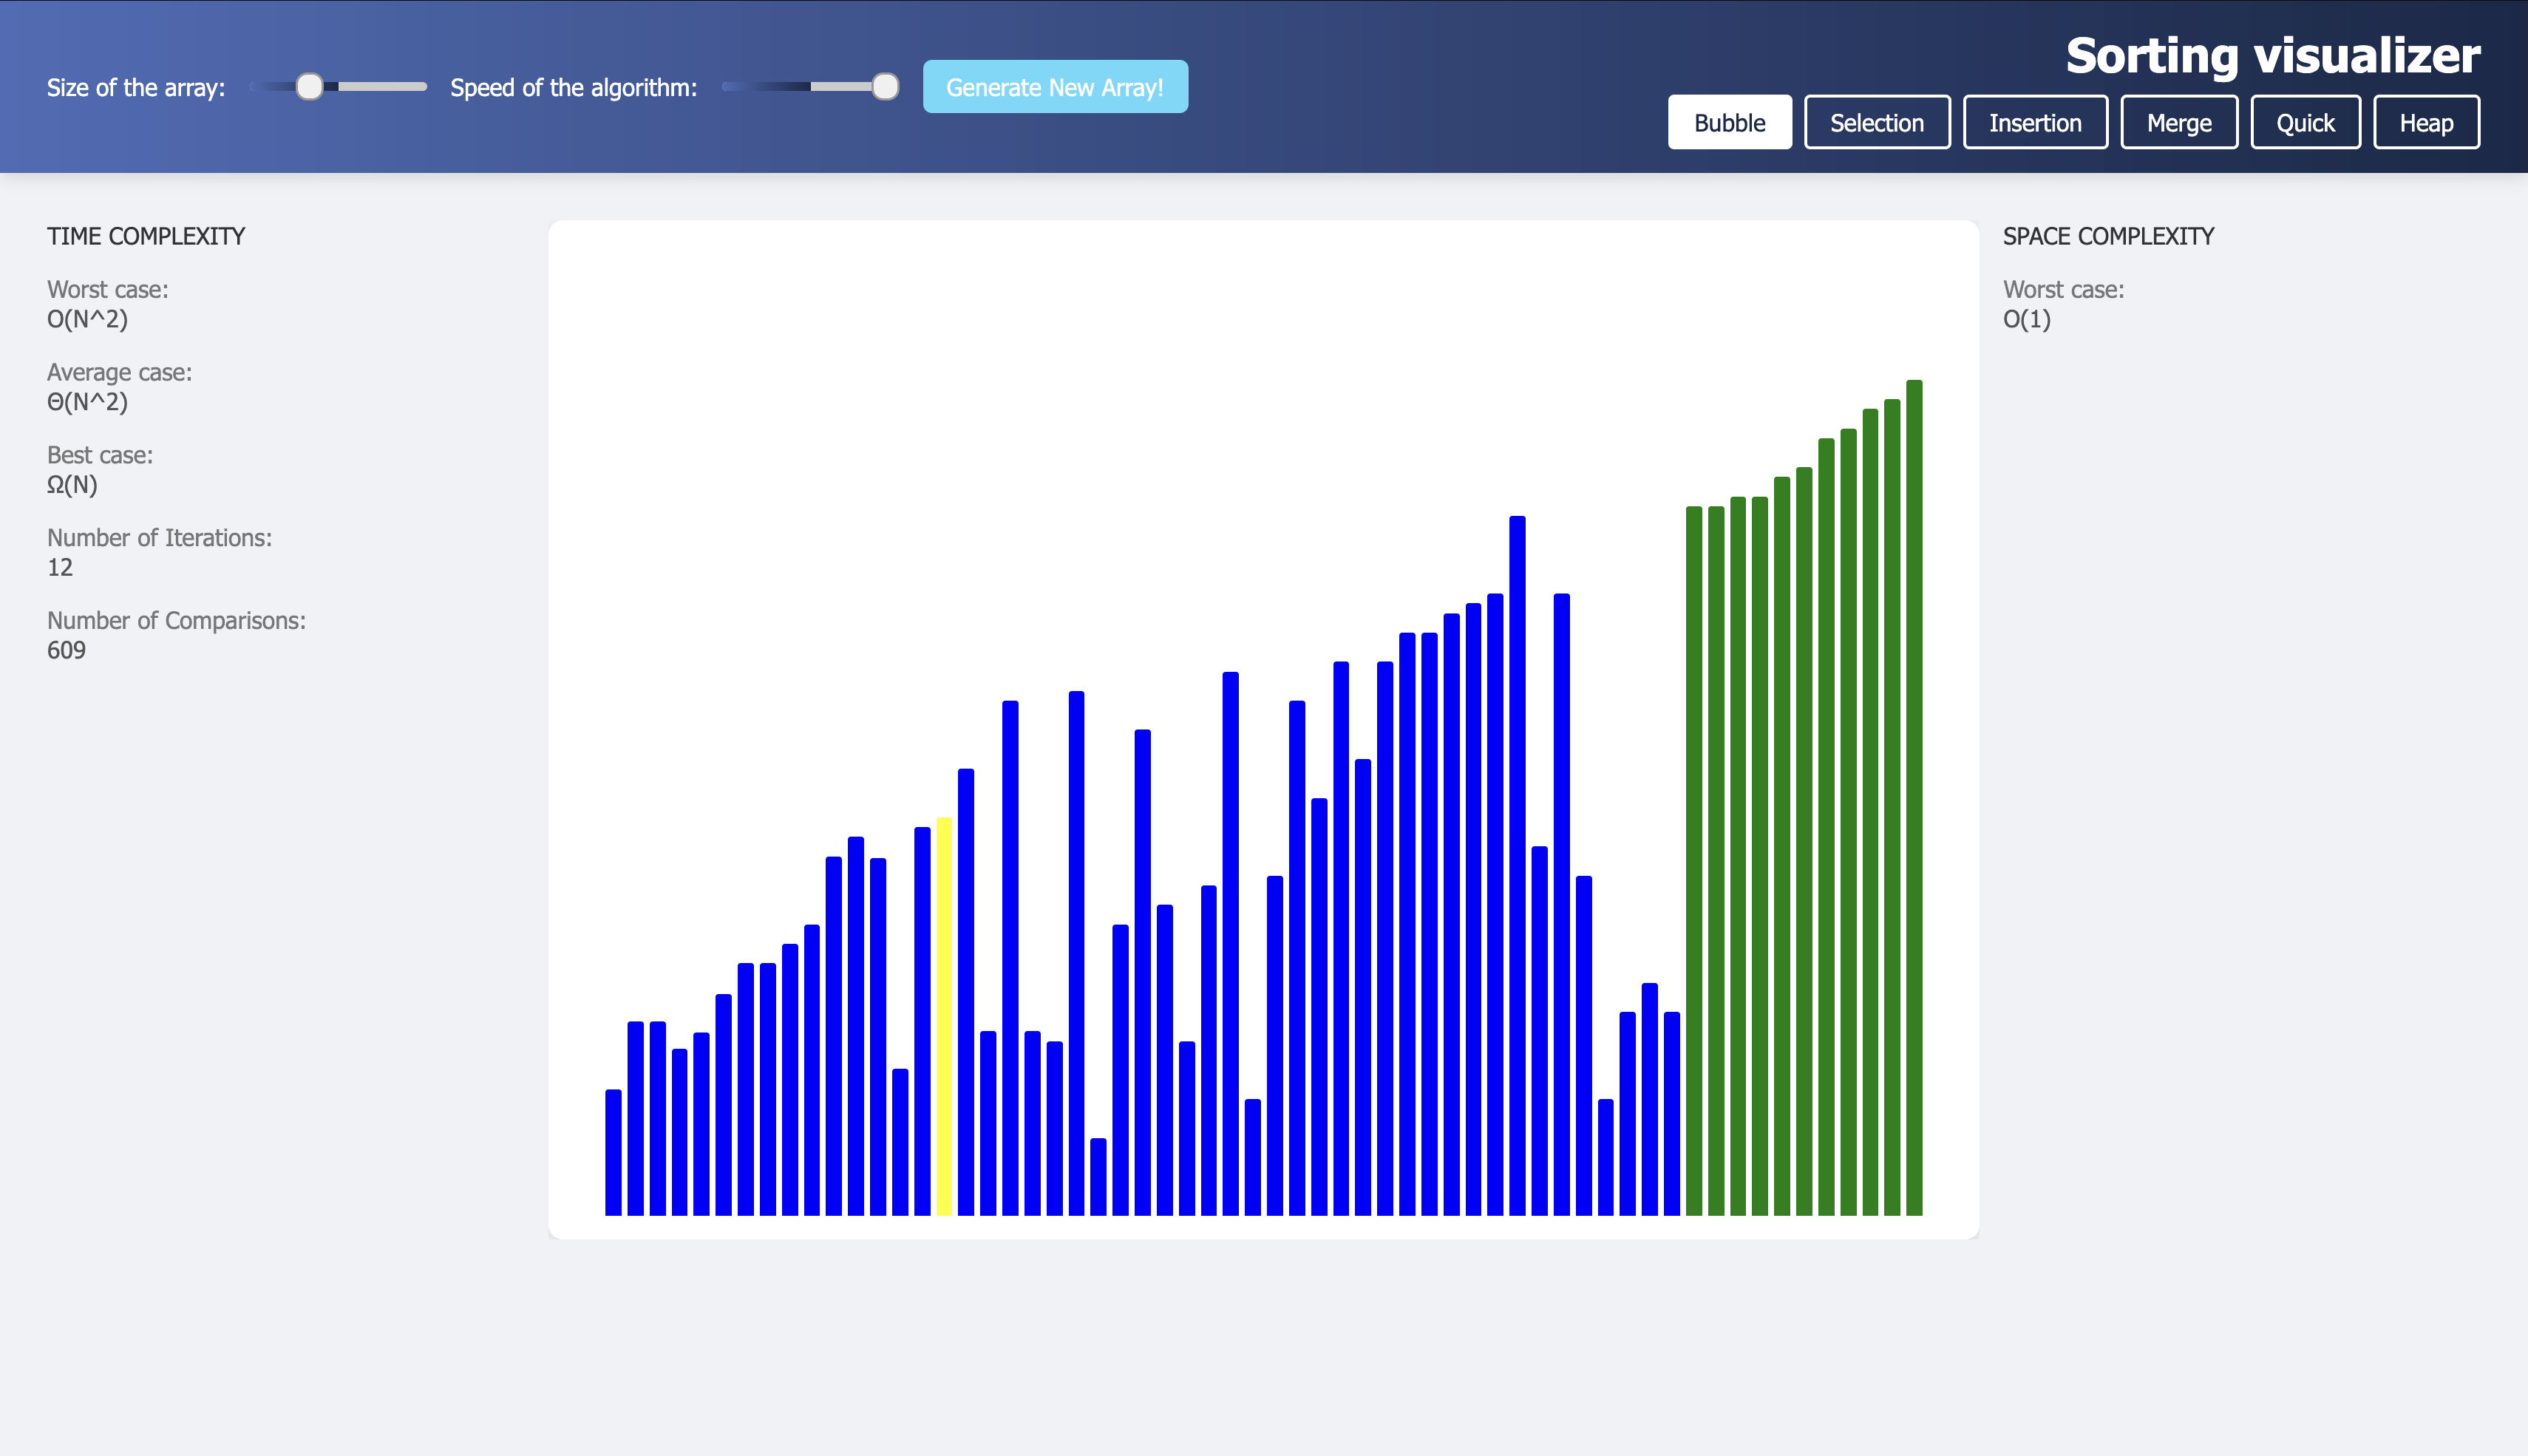 Sorting visualizer
Size of the array:
Speed of the algorithm:
Generate New Array!
Bubble
Selection
Insertion
Merge
Quick
Heap
TIME COMPLEXITY
Worst case:
O(N^2)
Average case:
Θ(N^2)
Best case:
Ω(N)
Number of Iterations:
12
Number of Comparisons:
609
SPACE COMPLEXITY
Worst case:
O(1)